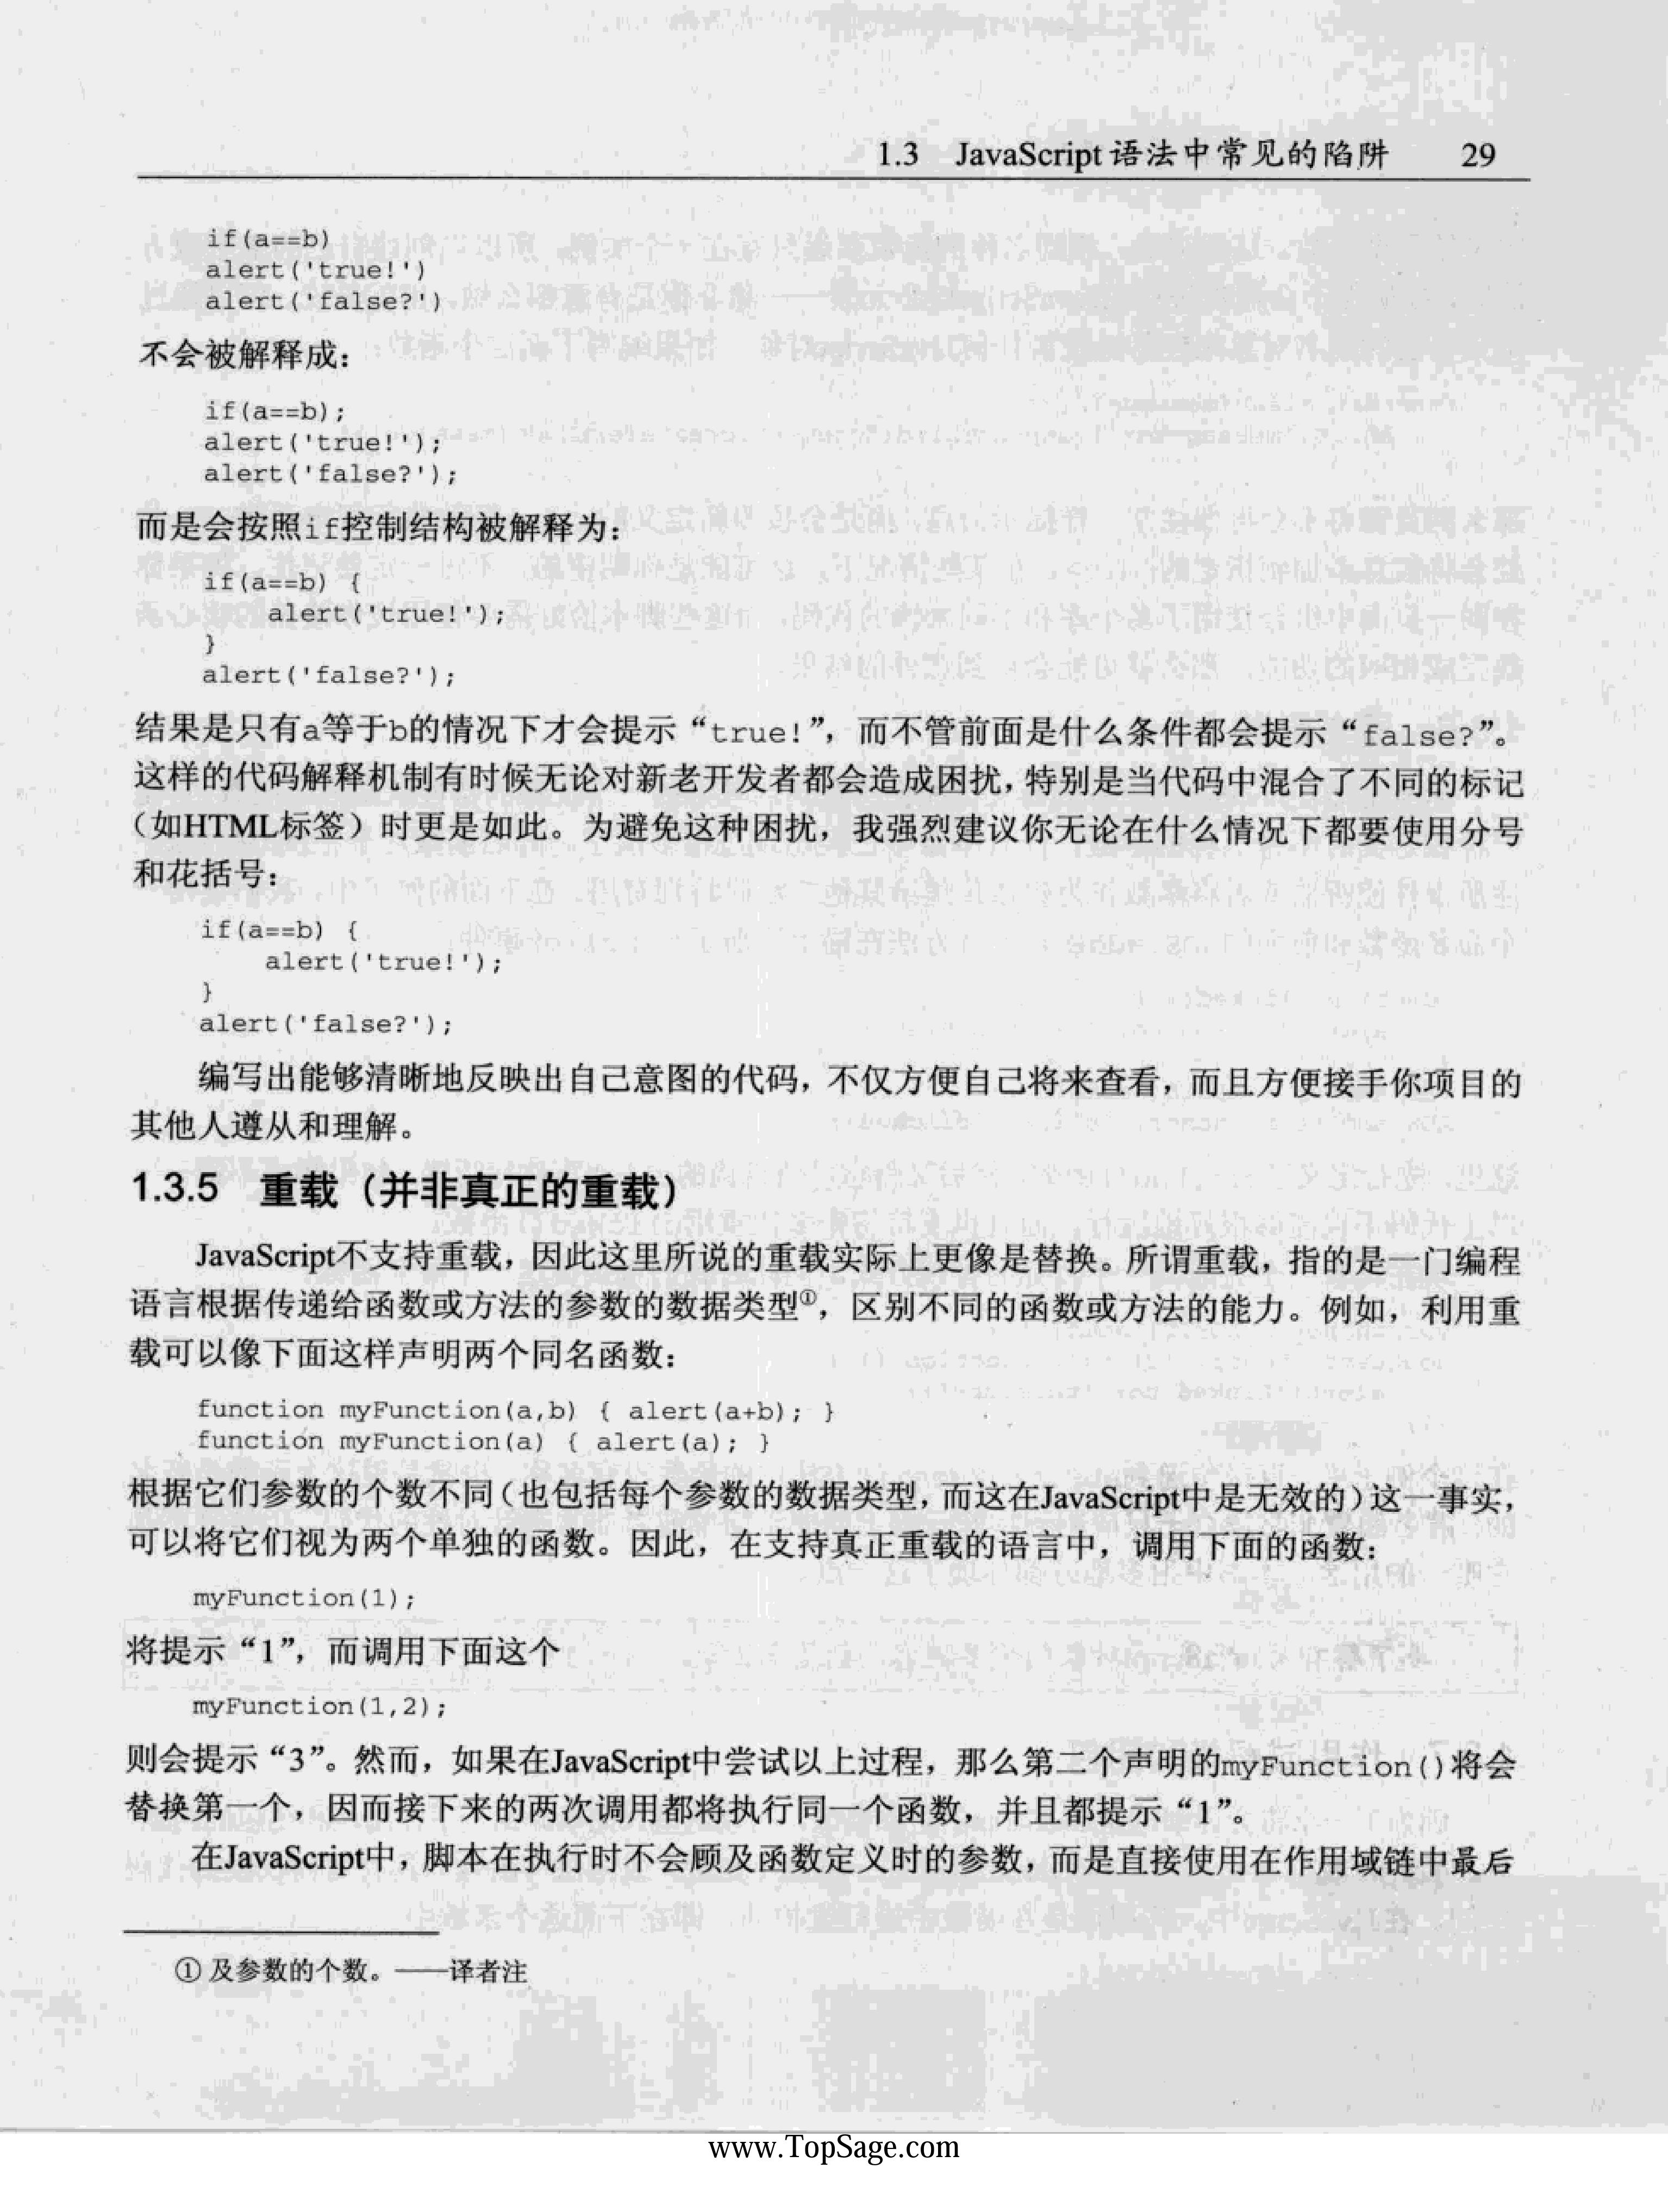 1.3 JavaScript语法中常见的陷阱 29
if(a==b)
alert('true!')
alert('false?')
不会被解释成：
if(a==b);
alert('true!');
alert('false?');
而是会按照if控制结构被解释为：
if(a==b) {
alert('true!');
}
alert('false?');
结果是只有a等于b的情况下才会提示“true!”，而不管前面是什么条件都会提示“false?”。
这样的代码解释机制有时候无论对新老开发者都会造成困扰，特别是当代码中混合了不同的标记
（如HTML标签）时更是如此。为避免这种困扰，我强烈建议你无论在什么情况下都要使用分号
和花括号：
if(a==b) {
alert('true!');
}
alert('false?');
编写出能够清晰地反映出自己意图的代码，不仅方便自己将来查看，而且方便接手你项目的
其他人遵从和理解。
1.3.5 重载（并非真正的重载）
JavaScript不支持重载，因此这里所说的重载实际上更像是替换。所谓重载，指的是一门编程
语言根据传递给函数或方法的参数的数据类型①，区别不同的函数或方法的能力。例如，利用重
载可以像下面这样声明两个同名函数：
function myFunction(a,b) { alert(a+b); }
function myFunction(a) { alert(a); }
根据它们参数的个数不同（也包括每个参数的数据类型，而这在JavaScript中是无效的）这一事实，
可以将它们视为两个单独的函数。因此，在支持真正重载的语言中，调用下面的函数：
myFunction(1);
将提示“1”，而调用下面这个
myFunction(1,2);
则会提示“3”。然而，如果在JavaScript中尝试以上过程，那么第二个声明的myFunction()将会
替换第一个，因而接下来的两次调用都将执行同一个函数，并且都提示“1”。
在JavaScript中，脚本在执行时不会顾及函数定义时的参数，而是直接使用在作用域链中最后
① 及参数的个数。——译者注
www.TopSage.com